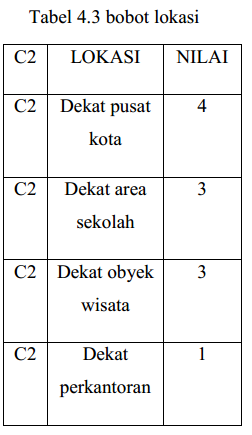 Tabel 4.3 bobot lokasi
C2 LOKASI NILAI
C2 Dekat pusat 4
kota
C2 Dekat area 3
sekolah
C2 Dekat obyek 3
wisata
C2 Dekat 1
perkantoran